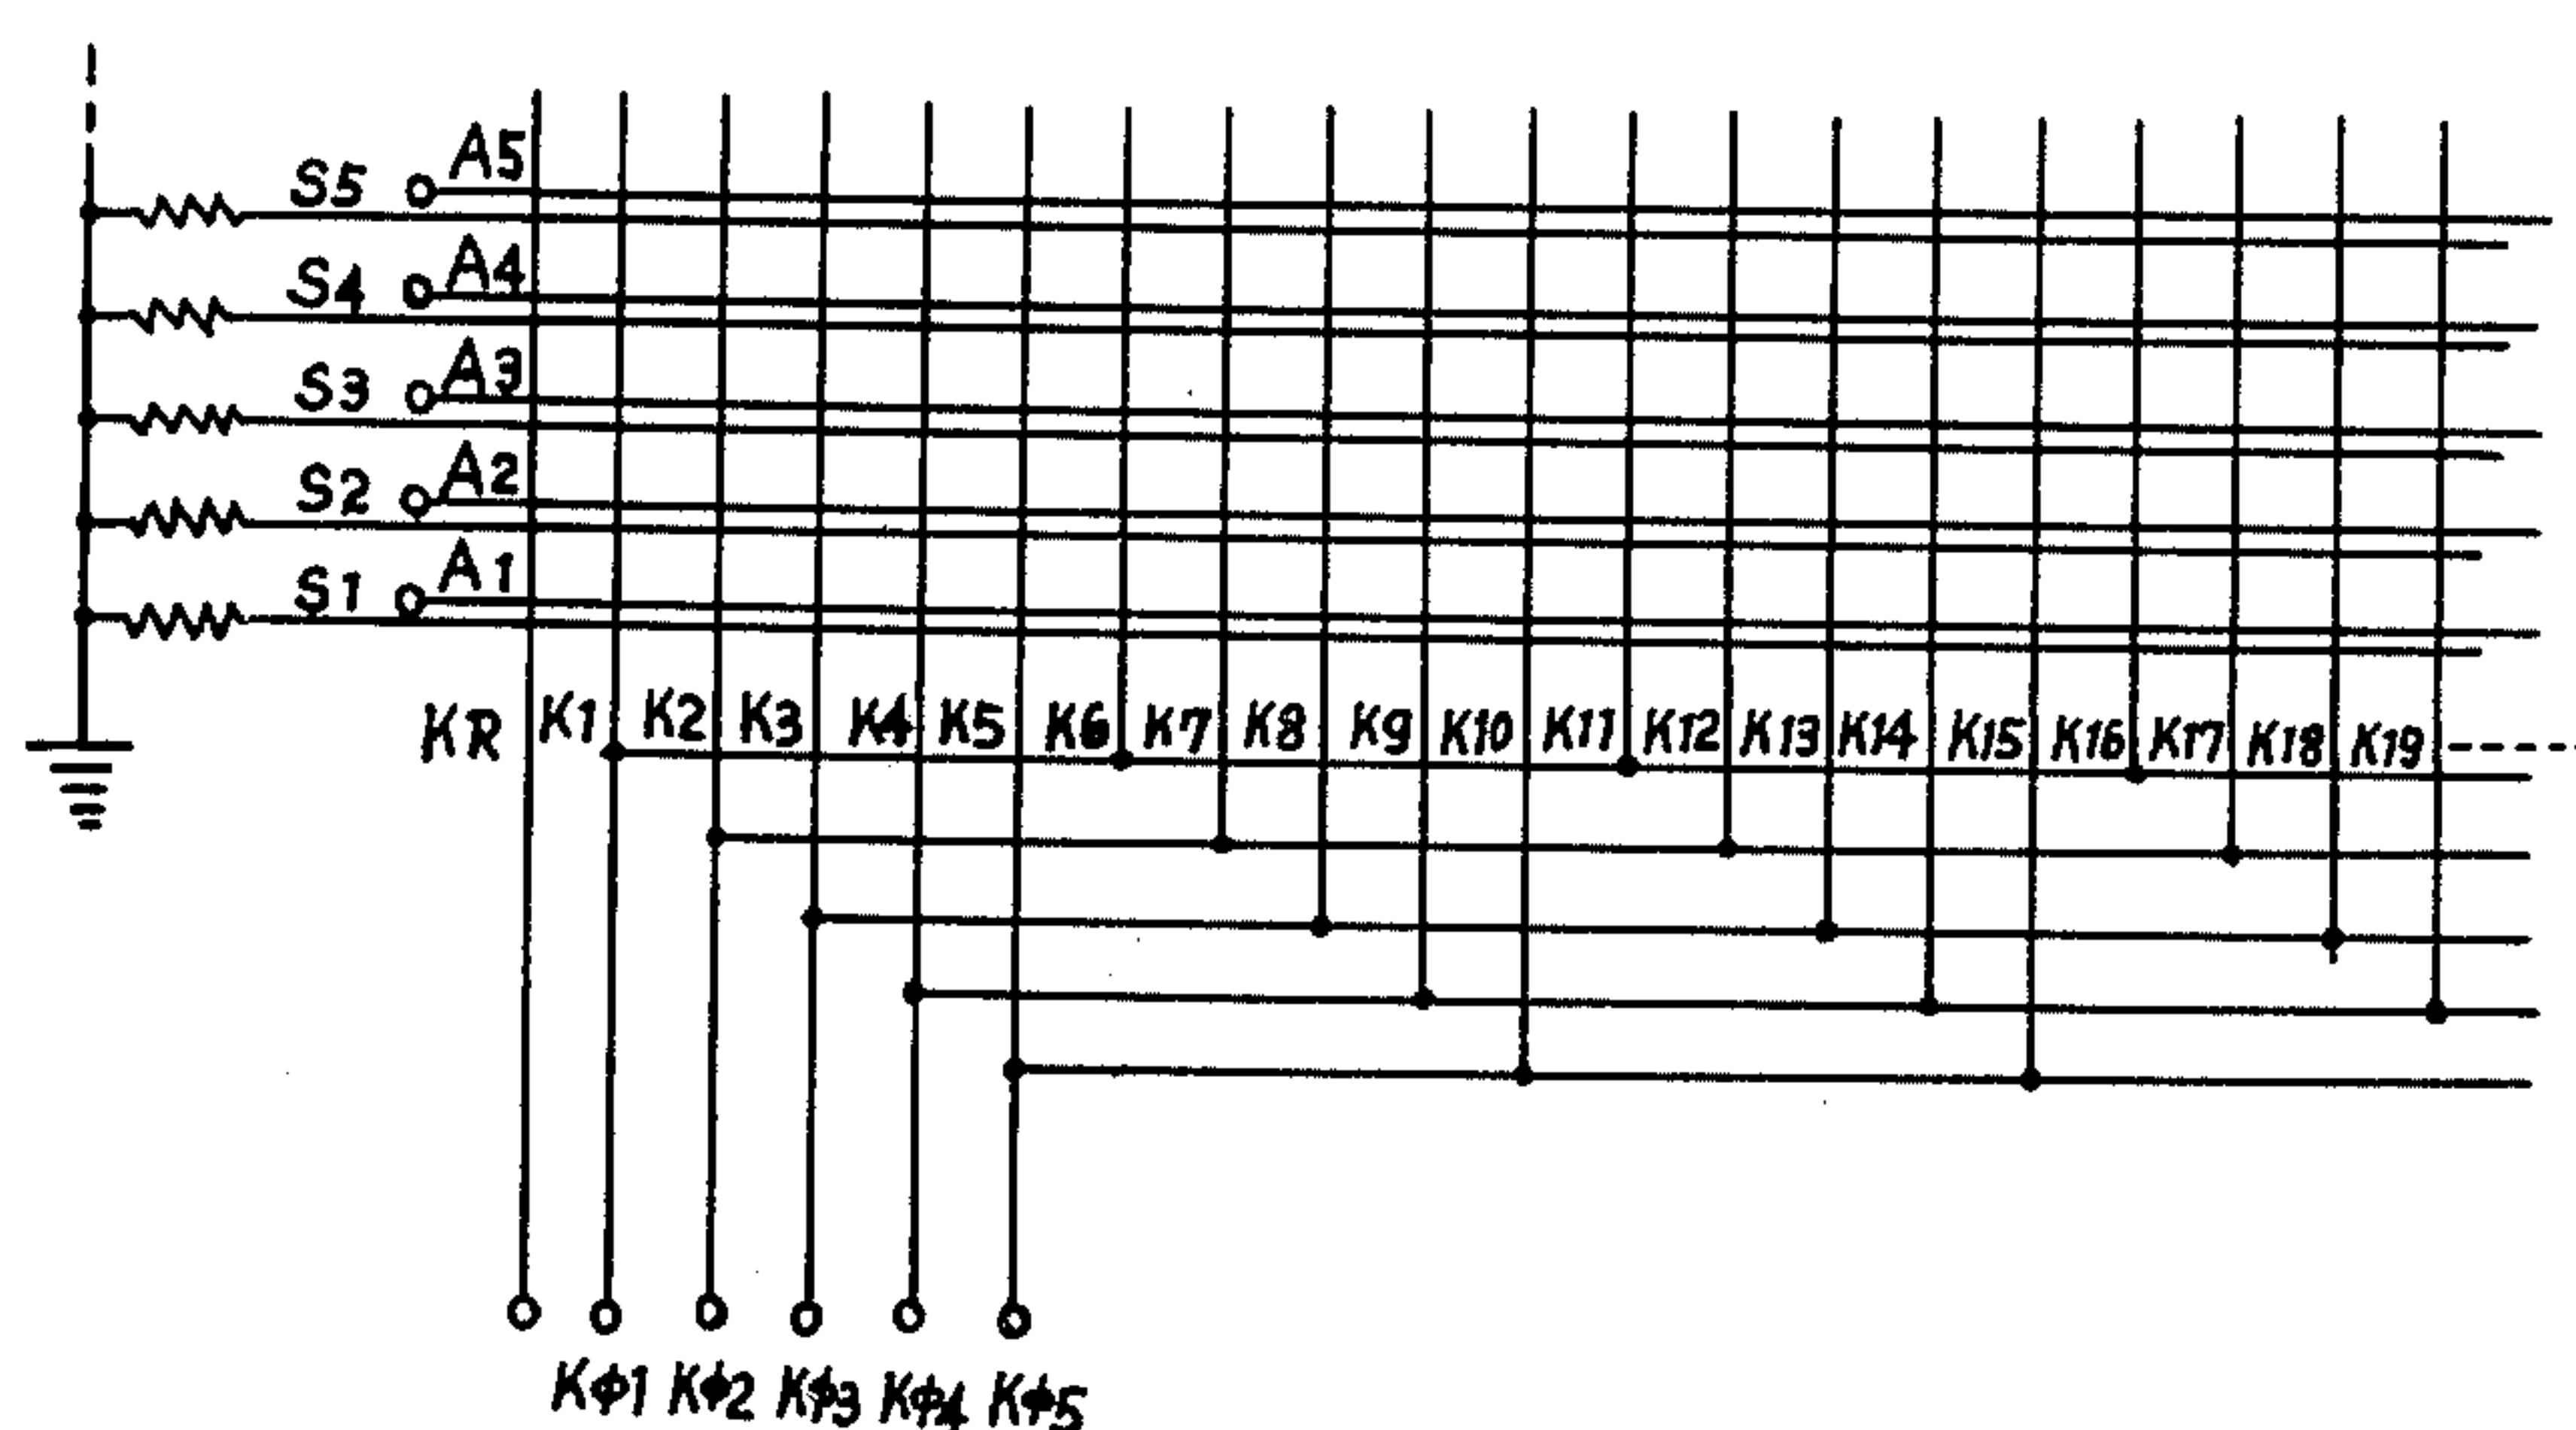 S5 A5
S4 A4
S3 A3
S2 A2
S1 A1
KR K1 K2 K3 K4 K5 K6 K7 K8 K9 K10 K11 K12 K13 K14 K15 K16 K17 K18 K19
Kϕ1 Kϕ2 Kϕ3 Kϕ4 Kϕ5